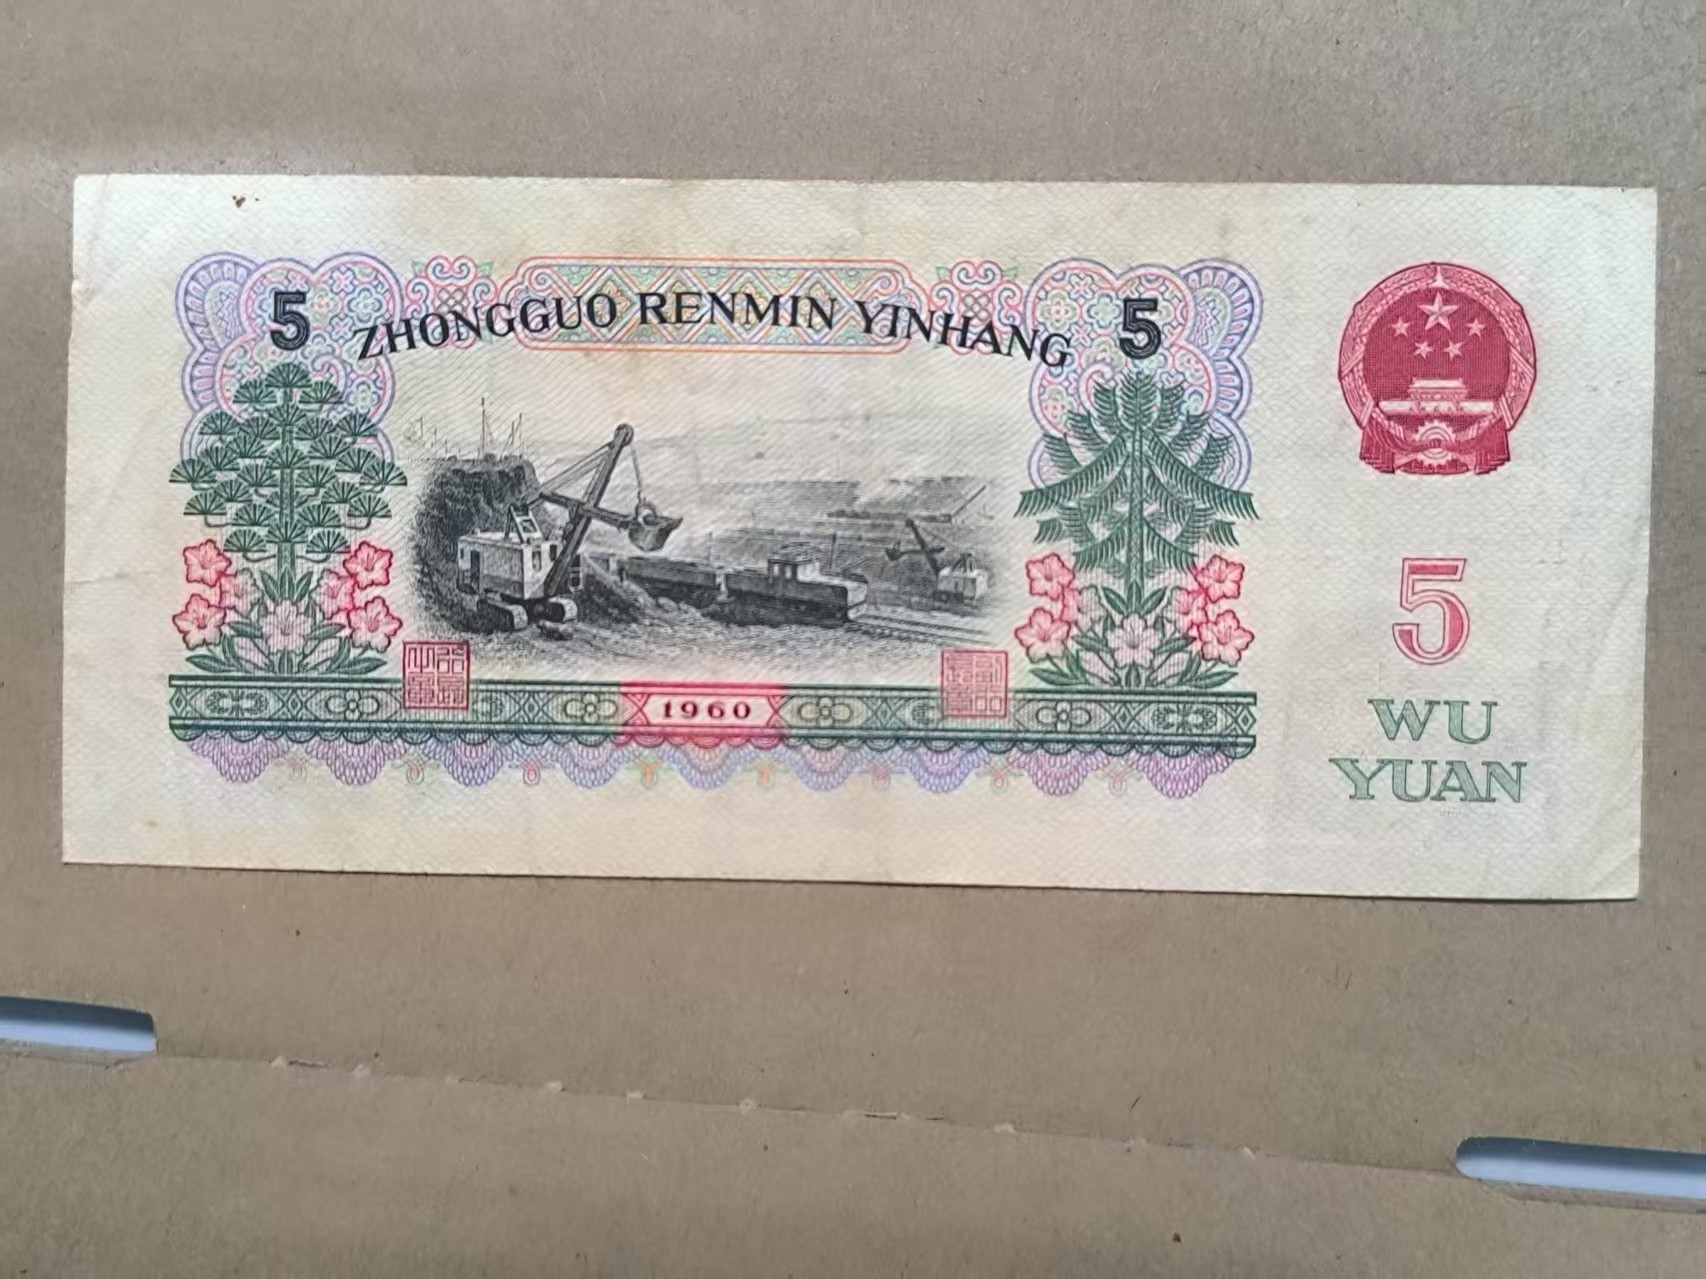 5 ZHONGGUO RENMIN YINHANG 5
1960
5
WU
YUAN